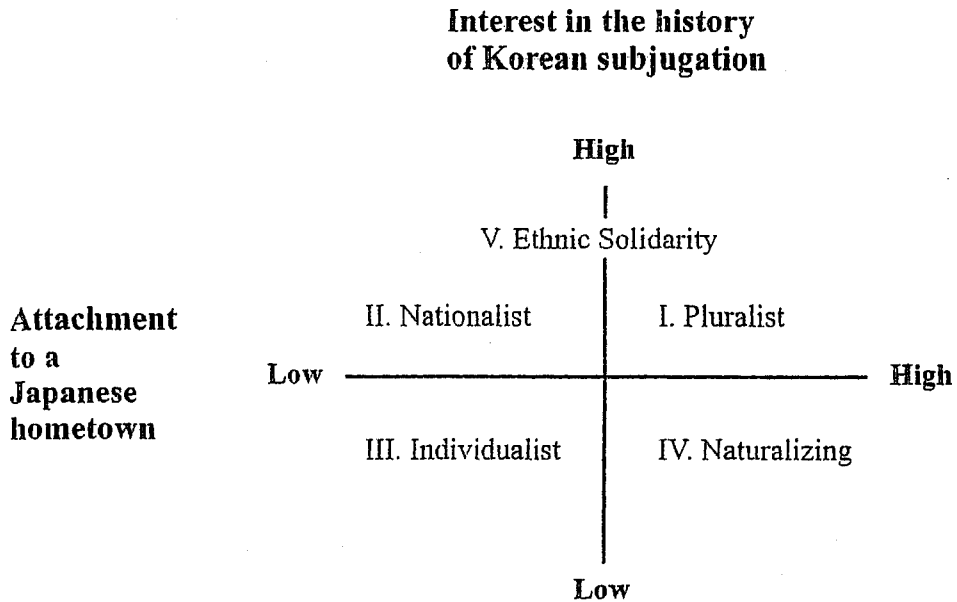 Interest in the history
of Korean subjugation
High
V. Ethnic Solidarity
II. Nationalist
I. Pluralist
Attachment
to a
Japanese
hometown
Low
High
III. Individualist
IV. Naturalizing
Low